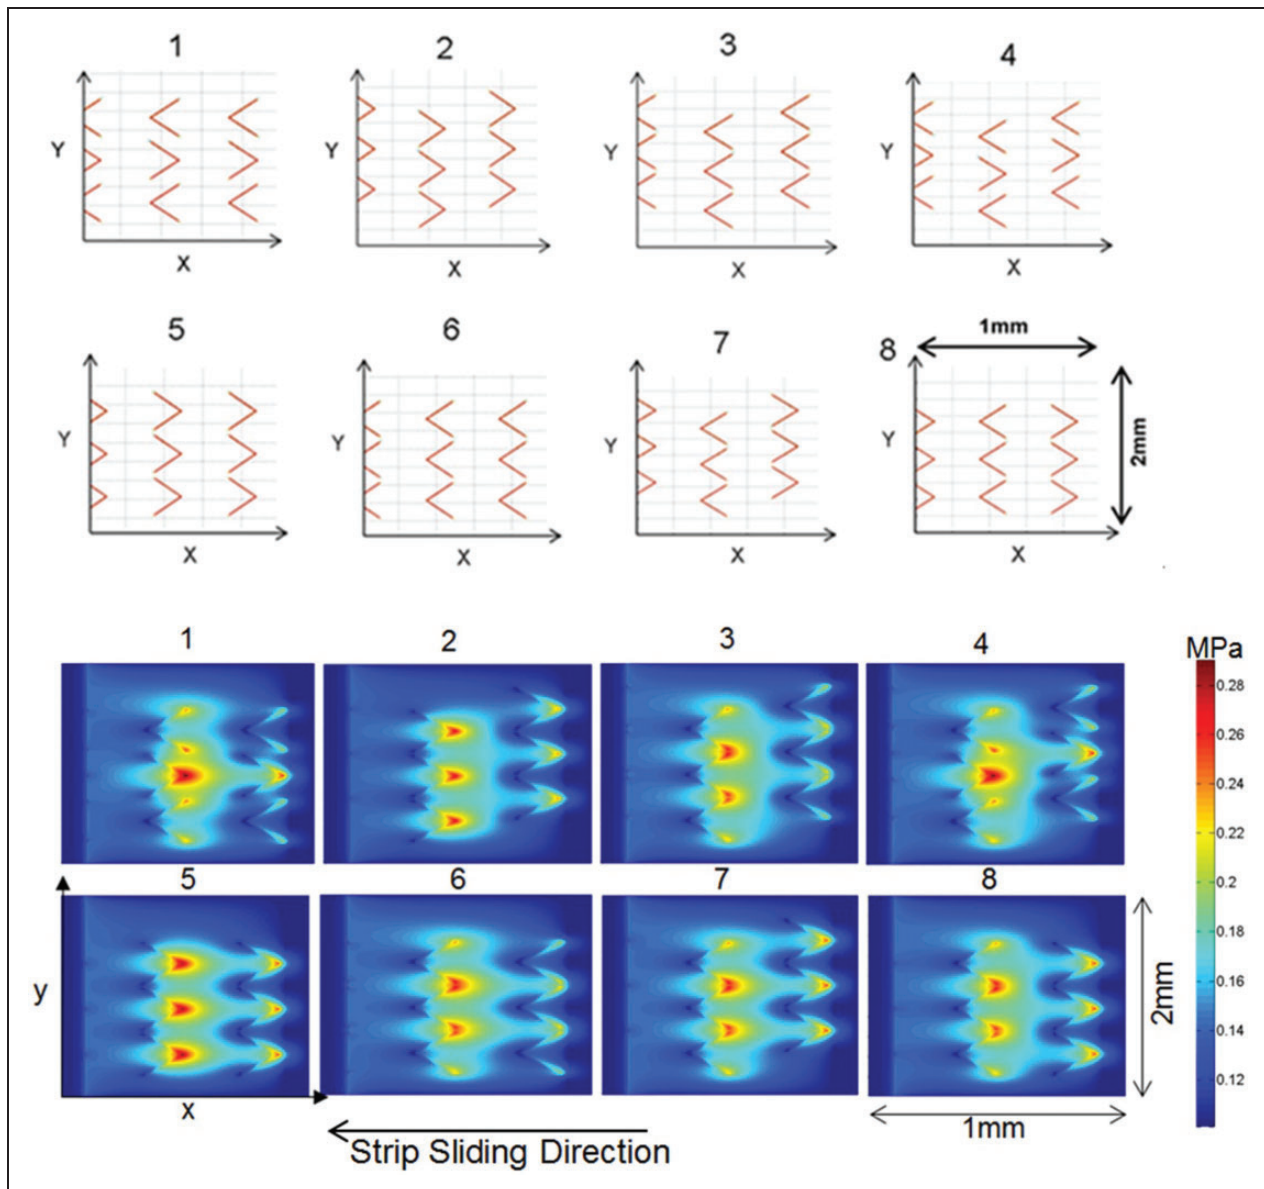 1 2 3 4
Y Y Y Y
X X X X
5 6 7 8 1mm
Y Y Y Y 2mm
X X X X
1 2 3 4 MPa
0.28
0.26
0.24
0.22
0.2
0.18
0.16
0.14
0.12
5 6 7 8
y 2mm
x 1mm
Strip Sliding Direction